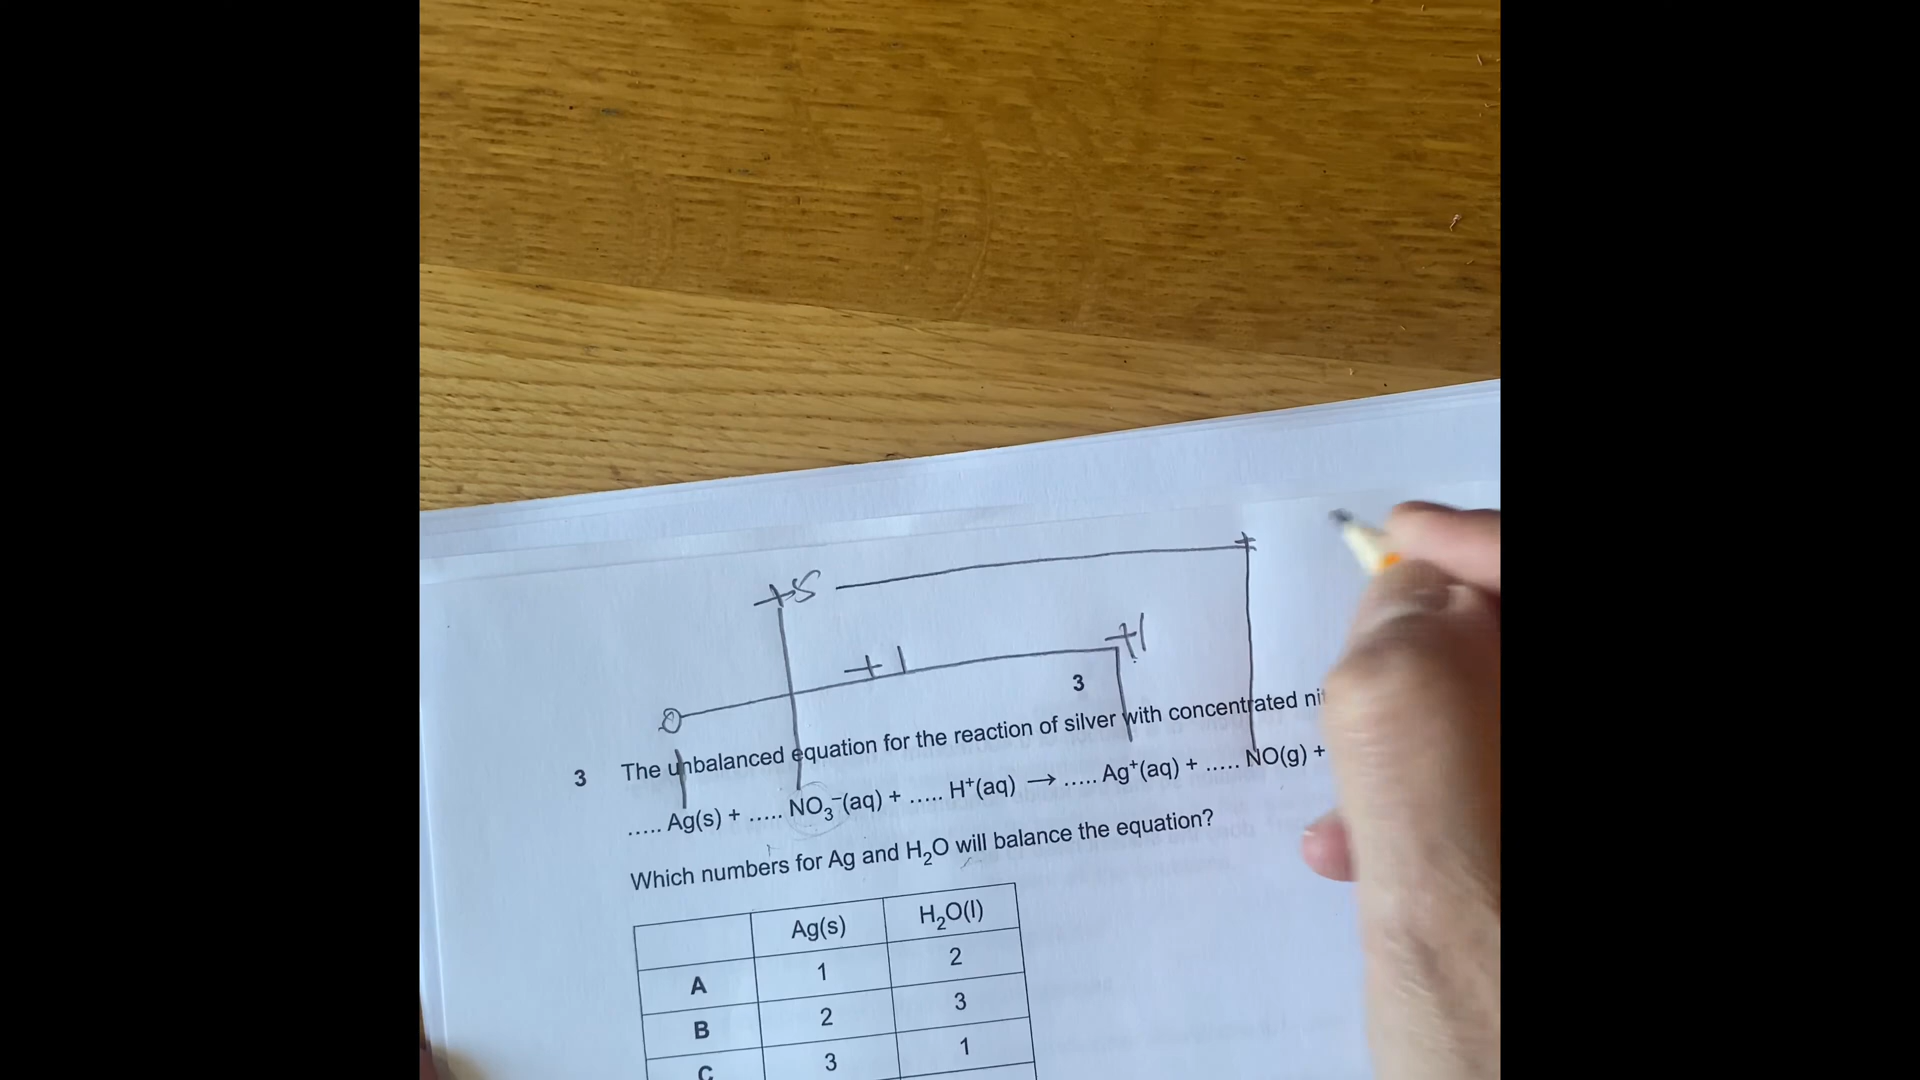 +
+5
+1
+1
0
3
3 The unbalanced equation for the reaction of silver with concentrated
..... Ag(s) + ..... NO₃⁻(aq) + ..... H⁺(aq) → ..... Ag⁺(aq) + ..... NO(g) +
Which numbers for Ag and H₂O will balance the equation?
Ag(s) H₂O(l)
A 1 2
B 2 3
C 3 1